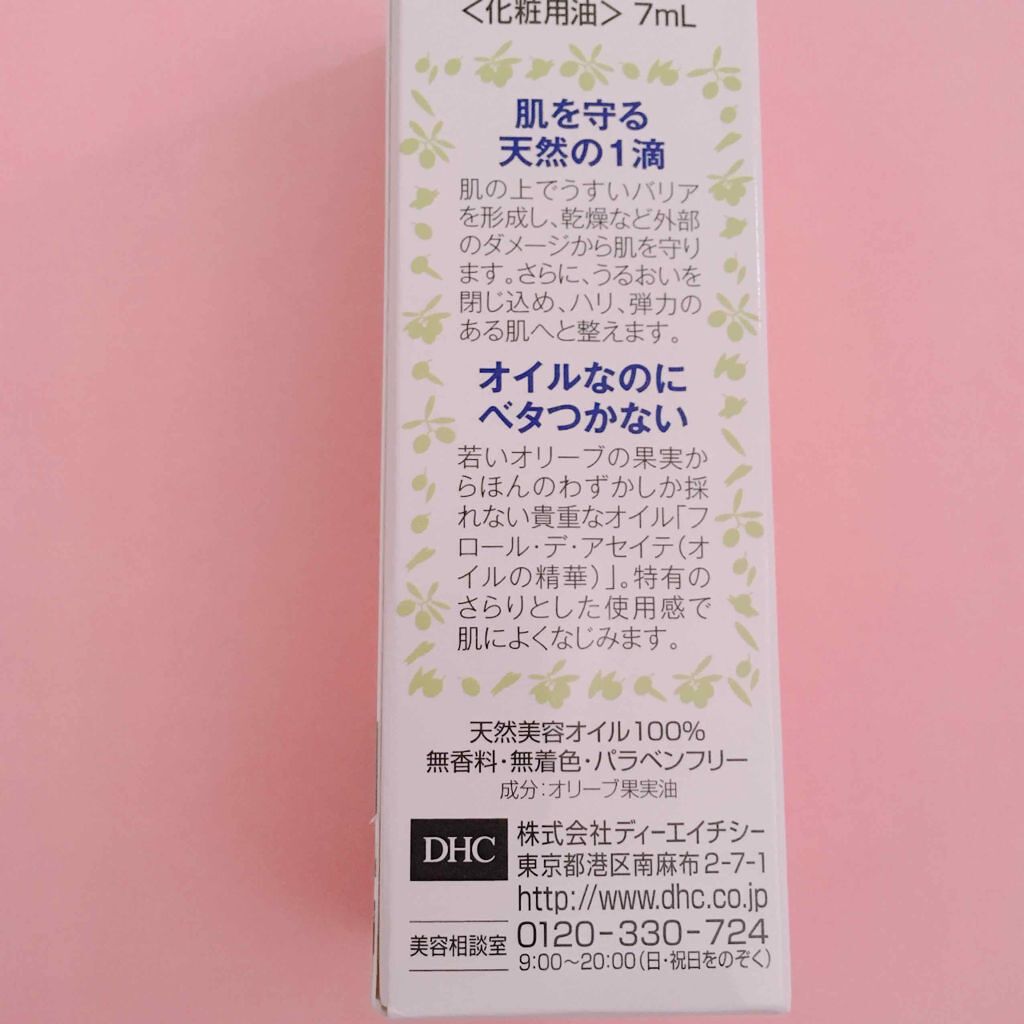 ＜化粧用油＞ 7mL
肌を守る
天然の1滴
肌の上でうすいバリア
を形成し、乾燥など外部
のダメージから肌を守り
ます。さらに、うるおいを
閉じ込め、ハリ、弾力の
ある肌へと整えます。
オイルなのに
ベタつかない
若いオリーブの果実か
らほんのわずかしか採
れない貴重なオイル「フ
ロール・デ・アセイテ（オ
イルの精華）」。特有の
さらりとした使用感で
肌によくなじみます。
天然美容オイル100%
無香料・無着色・パラベンフリー
成分：オリーブ果実油
DHC
株式会社ディーエイチシー
東京都港区南麻布2-7-1
http://www.dhc.co.jp
美容相談室 0120-330-724
9:00～20:00（日・祝日をのぞく）